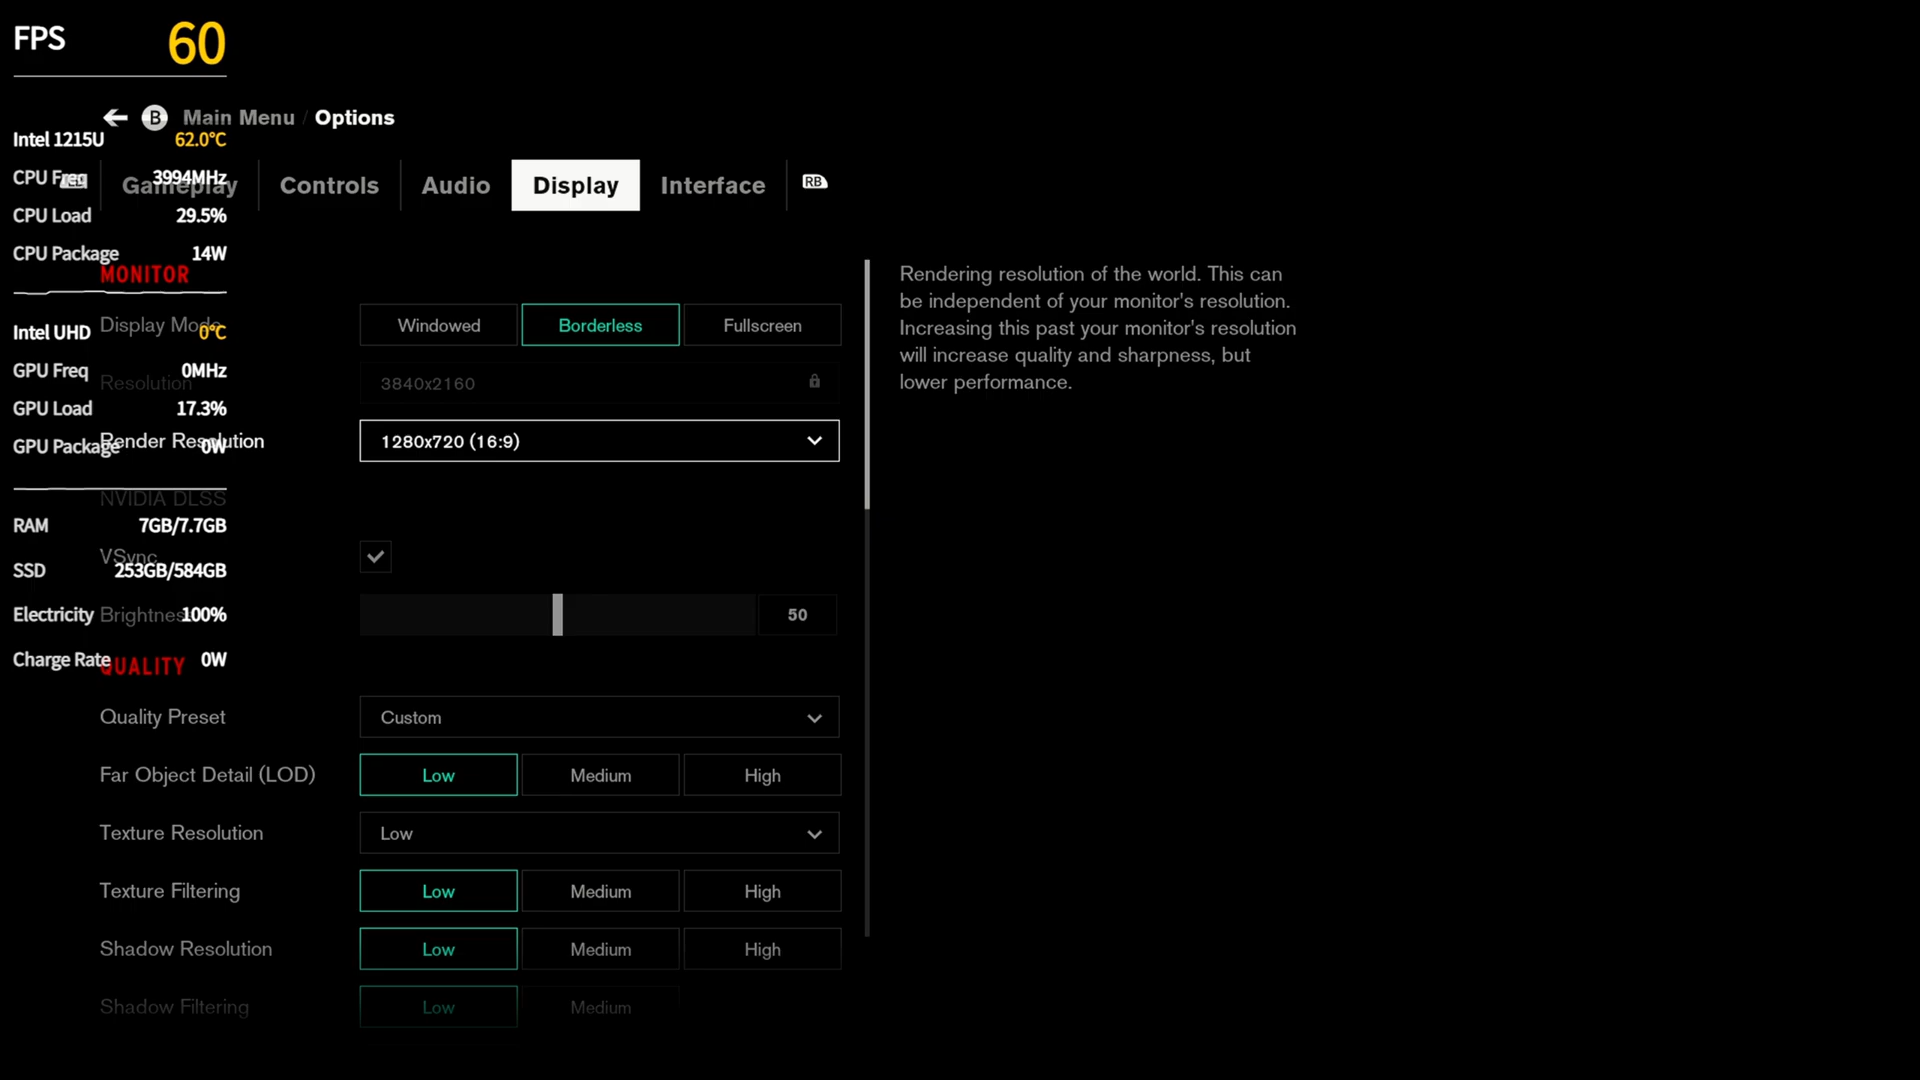 FPS 60
B Main Menu / Options
Intel 1215U 62.0°C
CPU Freq 3994MHz
Gameplay Controls Audio Display Interface RB
CPU Load 29.5%
CPU Package 14W
MONITOR
Display Mode Windowed Borderless Fullscreen
Intel UHD 0°C
GPU Freq 0MHz
Resolution 3840x2160
GPU Load 17.3%
Render Resolution 1280x720 (16:9)
GPU Package 0W
NVIDIA DLSS
RAM 7GB/7.7GB
VSync
SSD 253GB/584GB
Electricity 100%
Brightness 50
Charge Rate 0W
QUALITY
Quality Preset Custom
Far Object Detail (LOD) Low Medium High
Texture Resolution Low
Texture Filtering Low Medium High
Shadow Resolution Low Medium High
Shadow Filtering Low Medium
Rendering resolution of the world. This can
be independent of your monitor's resolution.
Increasing this past your monitor's resolution
will increase quality and sharpness, but
lower performance.